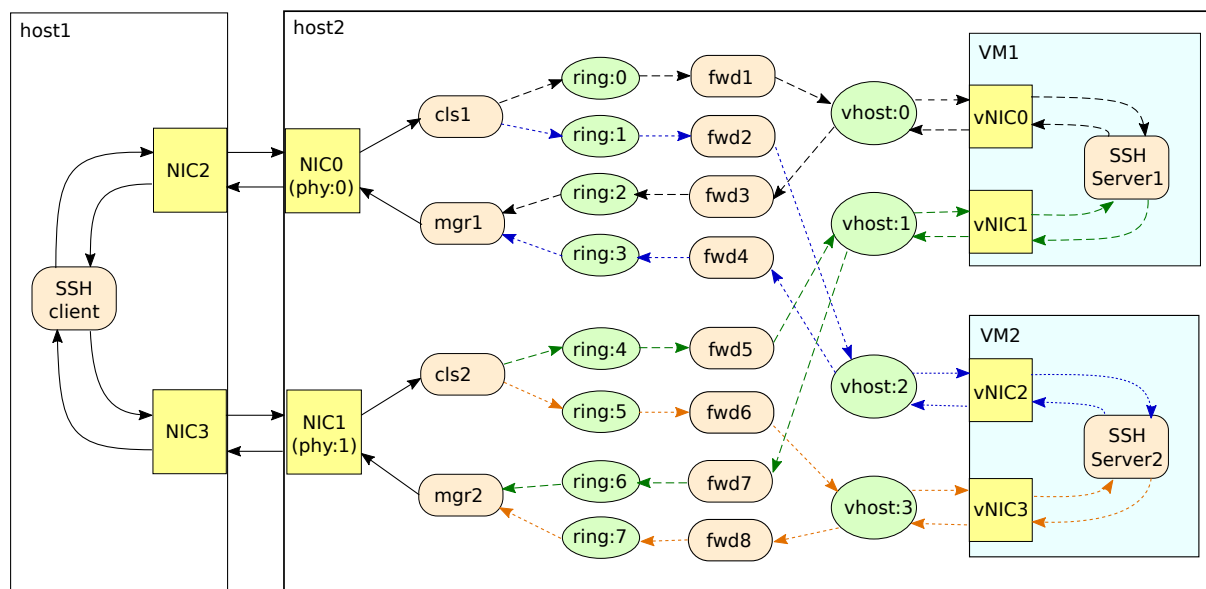 host1
host2
VM1
ring:0
fwd1
cls1
vhost:0
vNIC0
ring:1
fwd2
NIC2
NIC0
(phy:0)
SSH
Server1
ring:2
fwd3
mgr1
vhost:1
vNIC1
ring:3
fwd4
SSH
client
VM2
ring:4
fwd5
cls2
vhost:2
vNIC2
ring:5
fwd6
NIC3
NIC1
(phy:1)
SSH
Server2
ring:6
fwd7
mgr2
vhost:3
vNIC3
ring:7
fwd8